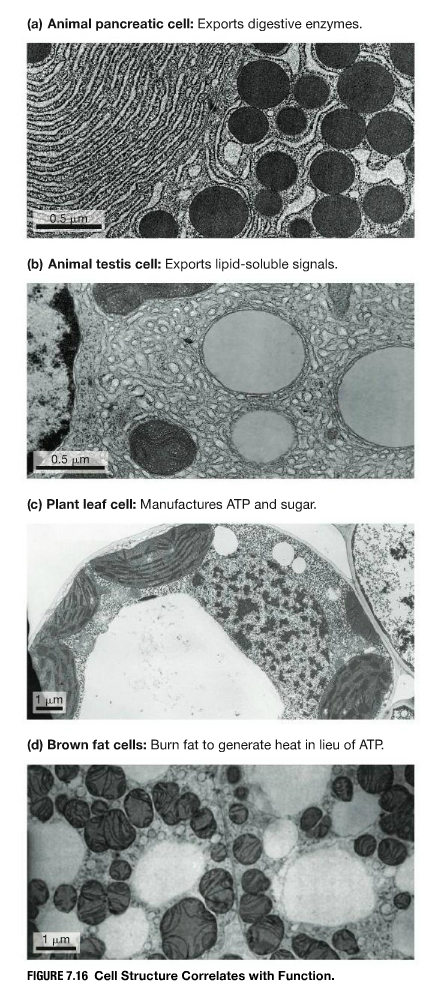 (a) Animal pancreatic cell: Exports digestive enzymes.
0.5 μm
(b) Animal testis cell: Exports lipid-soluble signals.
0.5 μm
(c) Plant leaf cell: Manufactures ATP and sugar.
1 μm
(d) Brown fat cells: Burn fat to generate heat in lieu of ATP.
1 μm
FIGURE 7.16 Cell Structure Correlates with Function.